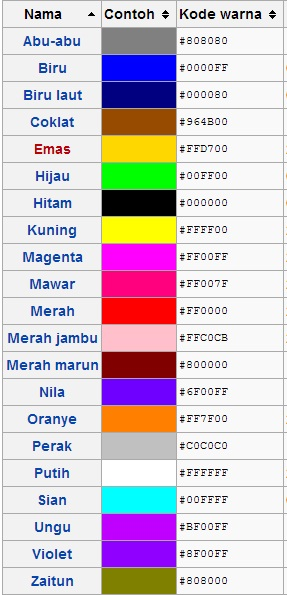 Nama Contoh Kode warna
Abu-abu #808080
Biru #0000FF
Biru laut #000080
Coklat #964B00
Emas #FFD700
Hijau #00FF00
Hitam #000000
Kuning #FFFF00
Magenta #FF00FF
Mawar #FF007F
Merah #FF0000
Merah jambu #FFC0CB
Merah marun #800000
Nila #6F00FF
Oranye #FF7F00
Perak #C0C0C0
Putih #FFFFFF
Sian #00FFFF
Ungu #BF00FF
Violet #8F00FF
Zaitun #808000